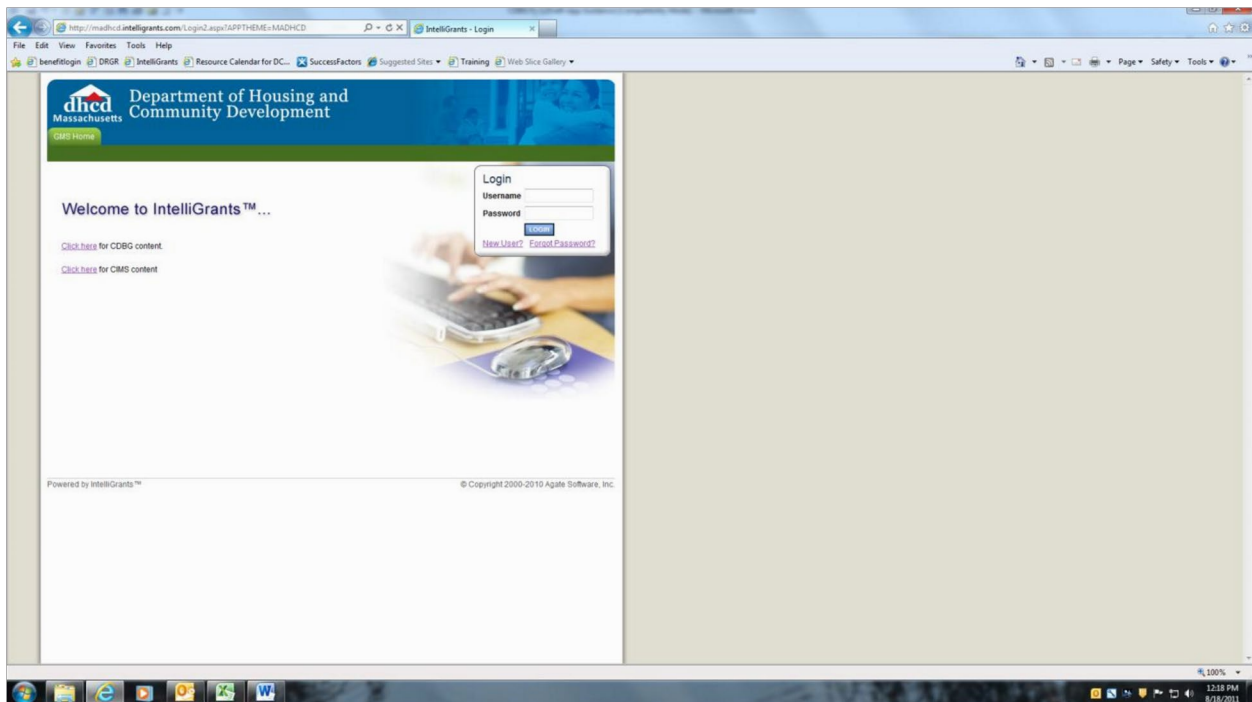 http://madhcd.intelligrants.com/Login2.aspx?APPTHEME=MADHCD
IntelliGrants - Login
File Edit View Favorites Tools Help
benefitlogin DRGR IntelliGrants Resource Calendar for DC... SuccessFactors Suggested Sites Training Web Slice Gallery
Page Safety Tools
dhcd
Massachusetts
Department of Housing and
Community Development
GMS Home
Login
Username
Password
LOGIN
New User? Forgot Password?
Welcome to IntelliGrants™...
Click here for CDBG content.
Click here for CIMS content
Powered by IntelliGrants™ © Copyright 2000-2010 Agate Software, Inc.
100%
12:18 PM
8/18/2011